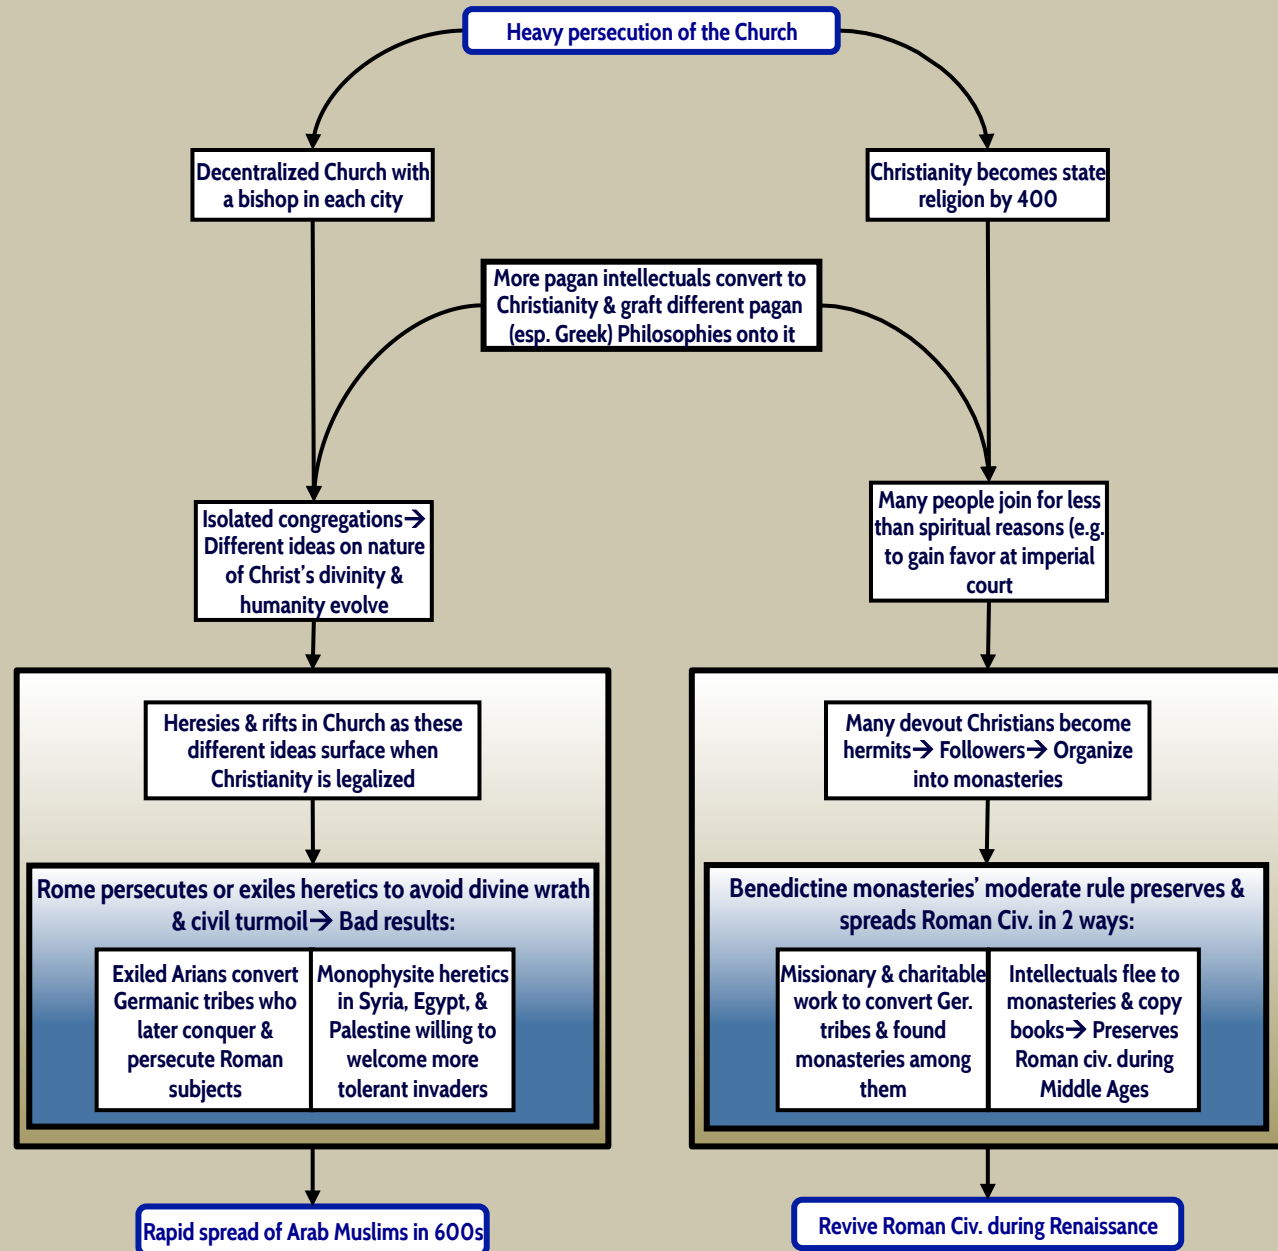 Heavy persecution of the Church
Decentralized Church with
a bishop in each city
Christianity becomes state
religion by 400
More pagan intellectuals convert to
Christianity & graft different pagan
(esp. Greek) Philosophies onto it
Isolated congregations→
Different ideas on nature
of Christ's divinity &
humanity evolve
Many people join for less
than spiritual reasons (e.g.
to gain favor at imperial
court
Heresies & rifts in Church as these
different ideas surface when
Christianity is legalized
Many devout Christians become
hermits→ Followers→ Organize
into monasteries
Rome persecutes or exiles heretics to avoid divine wrath
& civil turmoil→ Bad results:
Exiled Arians convert
Germanic tribes who
later conquer &
persecute Roman
subjects
Monophysite heretics
in Syria, Egypt, &
Palestine willing to
welcome more
tolerant invaders
Benedictine monasteries' moderate rule preserves &
spreads Roman Civ. in 2 ways:
Missionary & charitable
work to convert Ger.
tribes & found
monasteries among
them
Intellectuals flee to
monasteries & copy
books→ Preserves
Roman civ. during
Middle Ages
Rapid spread of Arab Muslims in 600s
Revive Roman Civ. during Renaissance